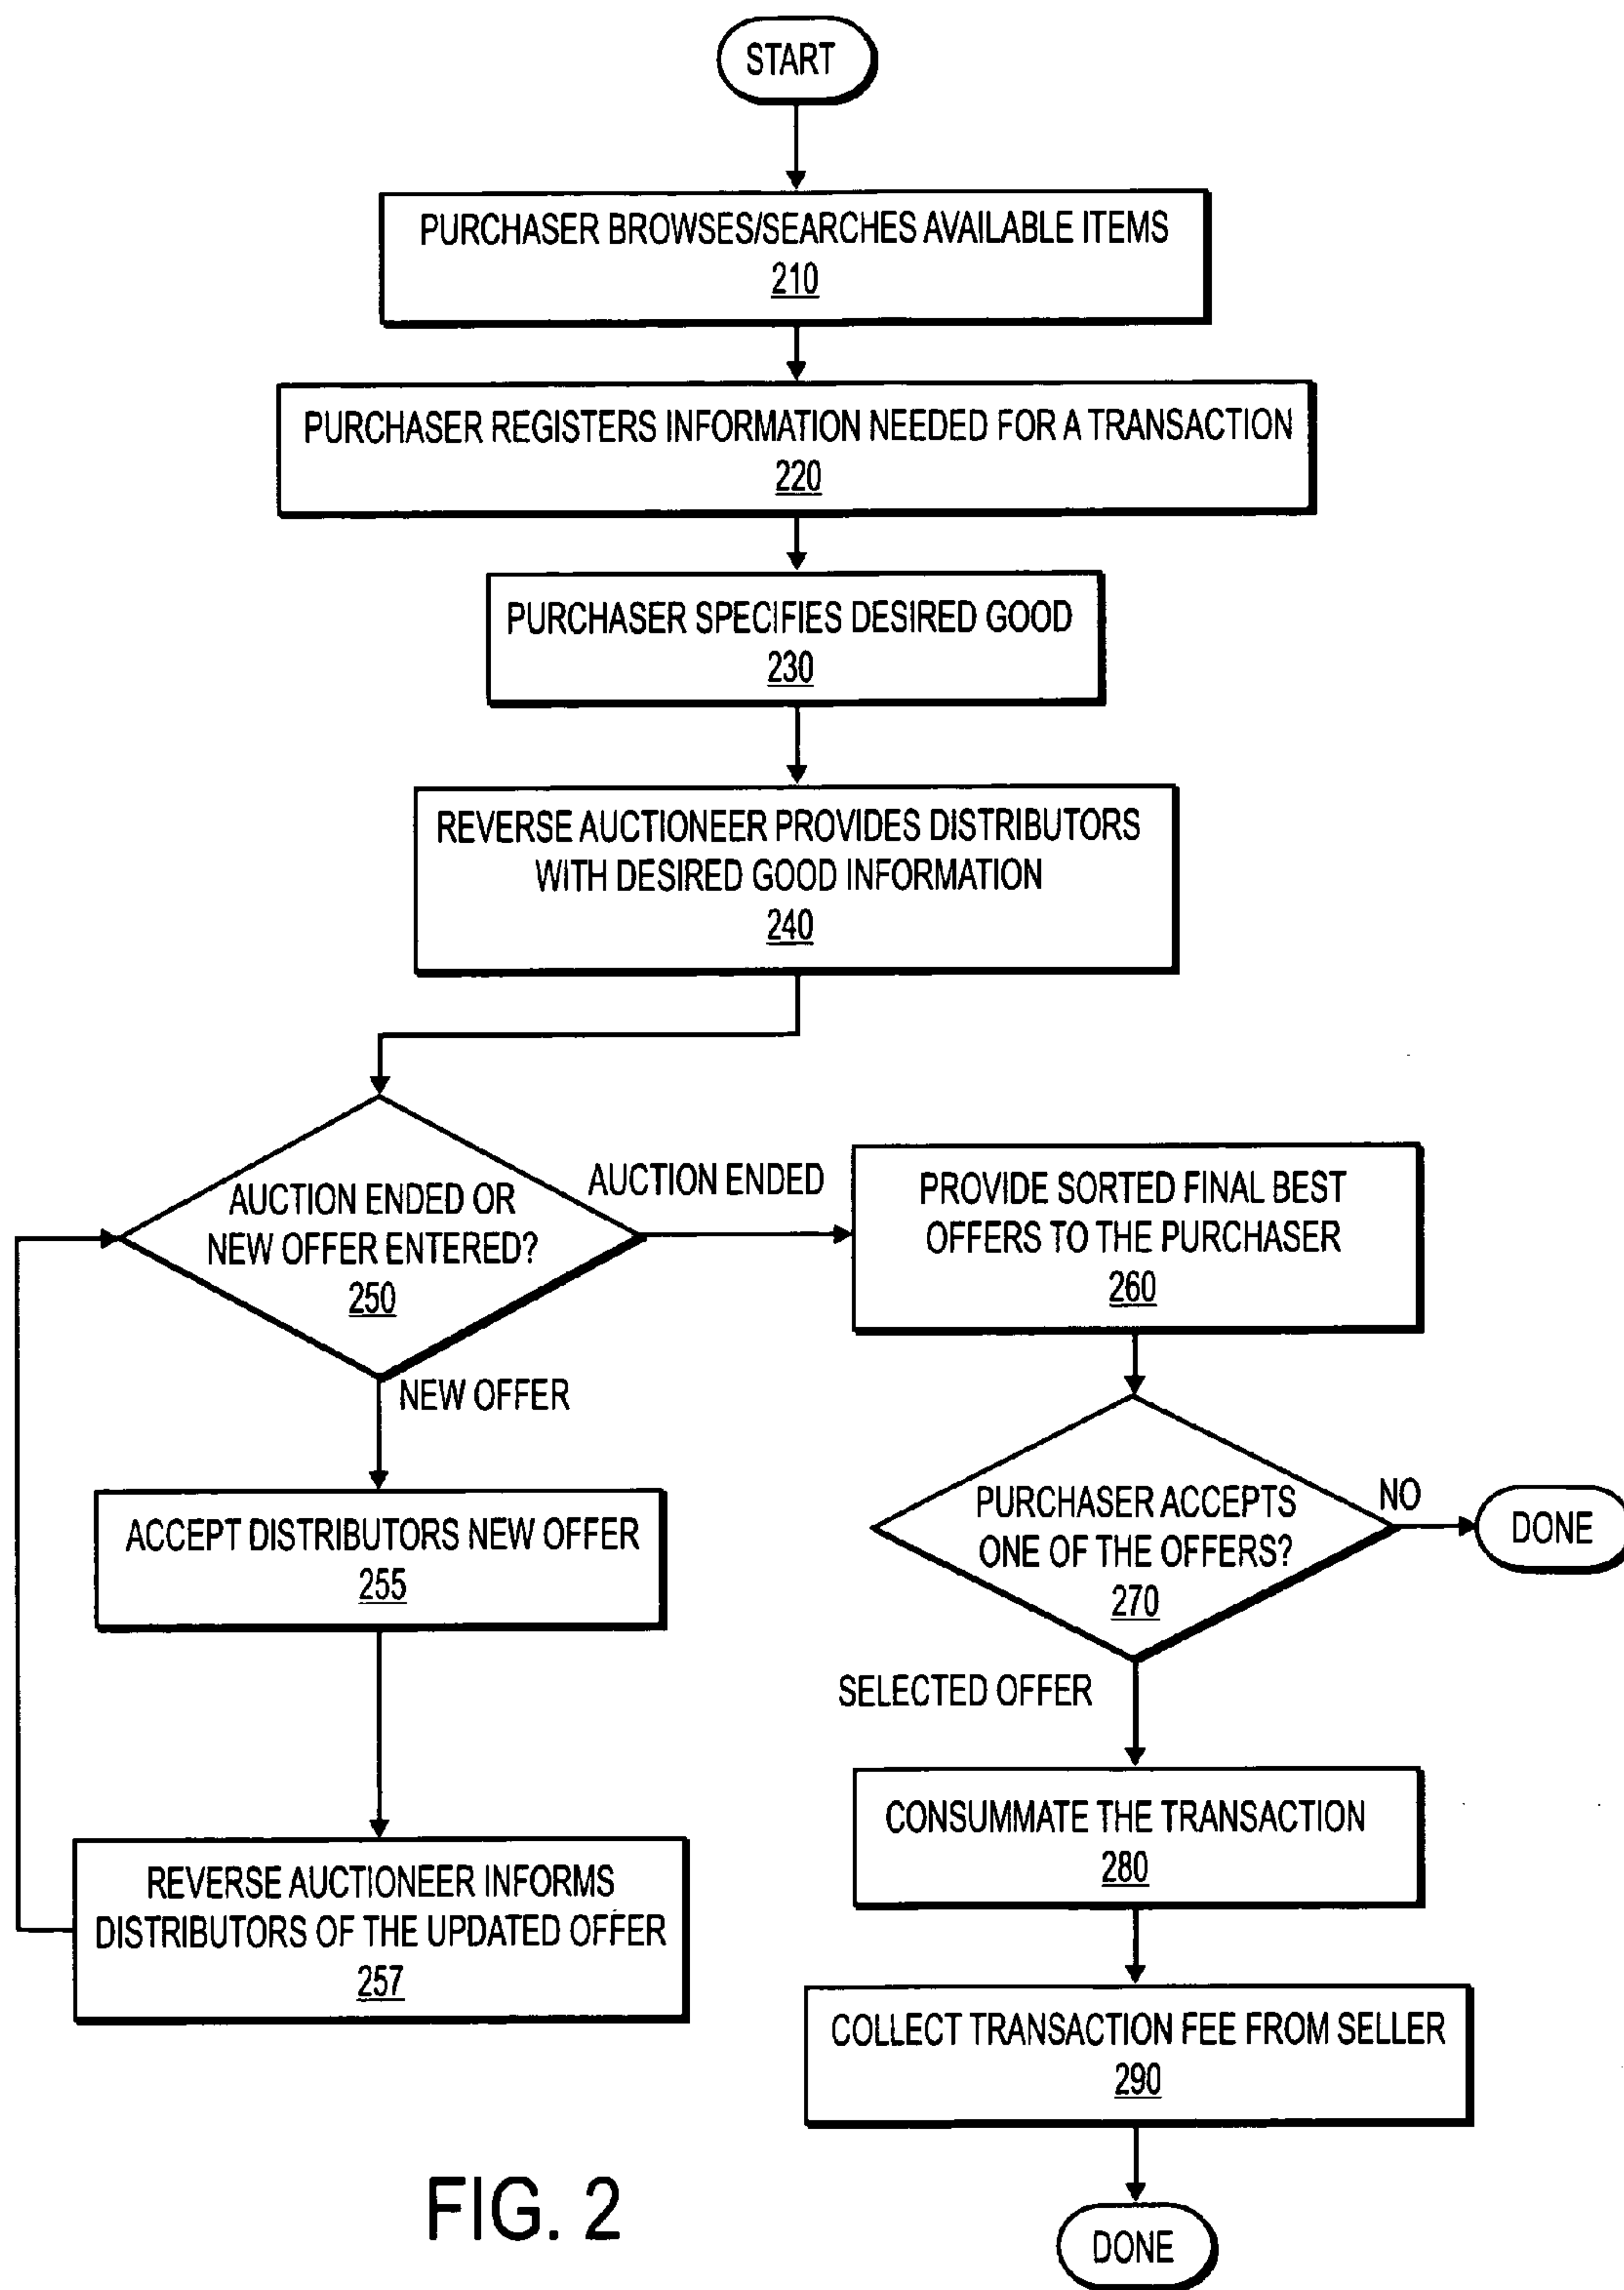 START
PURCHASER BROWSES/SEARCHES AVAILABLE ITEMS
210
PURCHASER REGISTERS INFORMATION NEEDED FOR A TRANSACTION
220
PURCHASER SPECIFIES DESIRED GOOD
230
REVERSE AUCTIONEER PROVIDES DISTRIBUTORS
WITH DESIRED GOOD INFORMATION
240
AUCTION ENDED OR
NEW OFFER ENTERED?
250
AUCTION ENDED
NEW OFFER
ACCEPT DISTRIBUTORS NEW OFFER
255
REVERSE AUCTIONEER INFORMS
DISTRIBUTORS OF THE UPDATED OFFER
257
PROVIDE SORTED FINAL BEST
OFFERS TO THE PURCHASER
260
PURCHASER ACCEPTS
ONE OF THE OFFERS?
270
NO
DONE
SELECTED OFFER
CONSUMMATE THE TRANSACTION
280
COLLECT TRANSACTION FEE FROM SELLER
290
DONE
FIG. 2